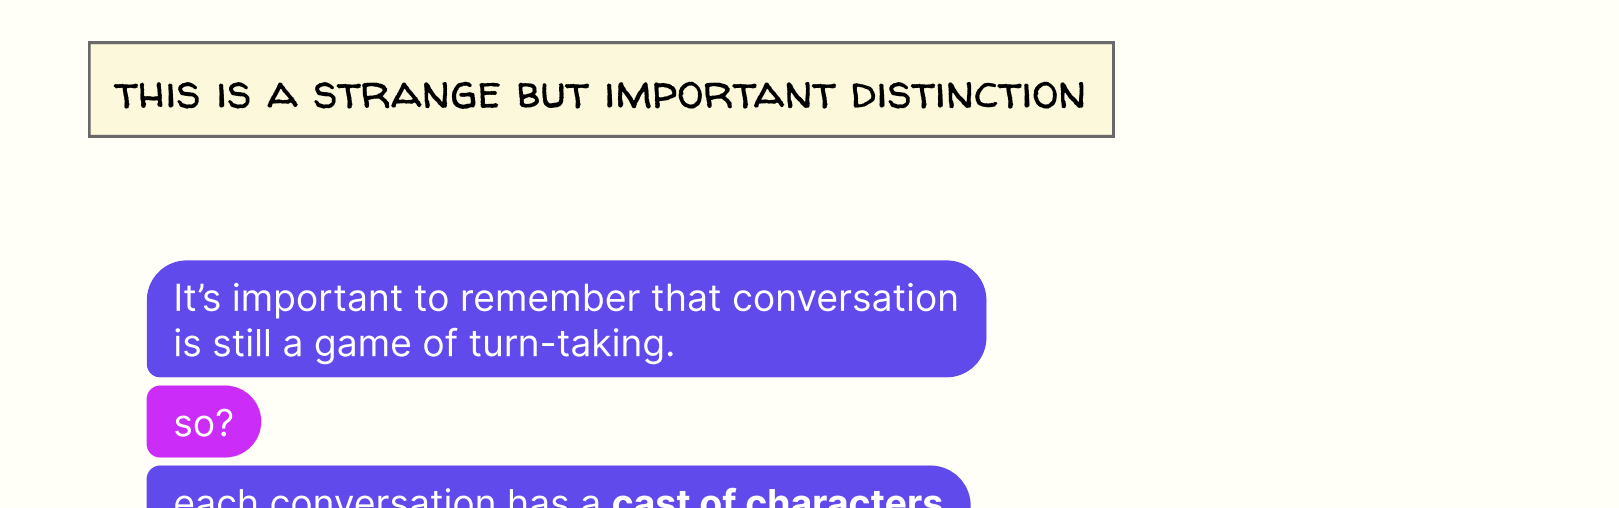 THIS IS A STRANGE BUT IMPORTANT DISTINCTION
It’s important to remember that conversation
is still a game of turn-taking.
so?
each conversation has a cast of characters